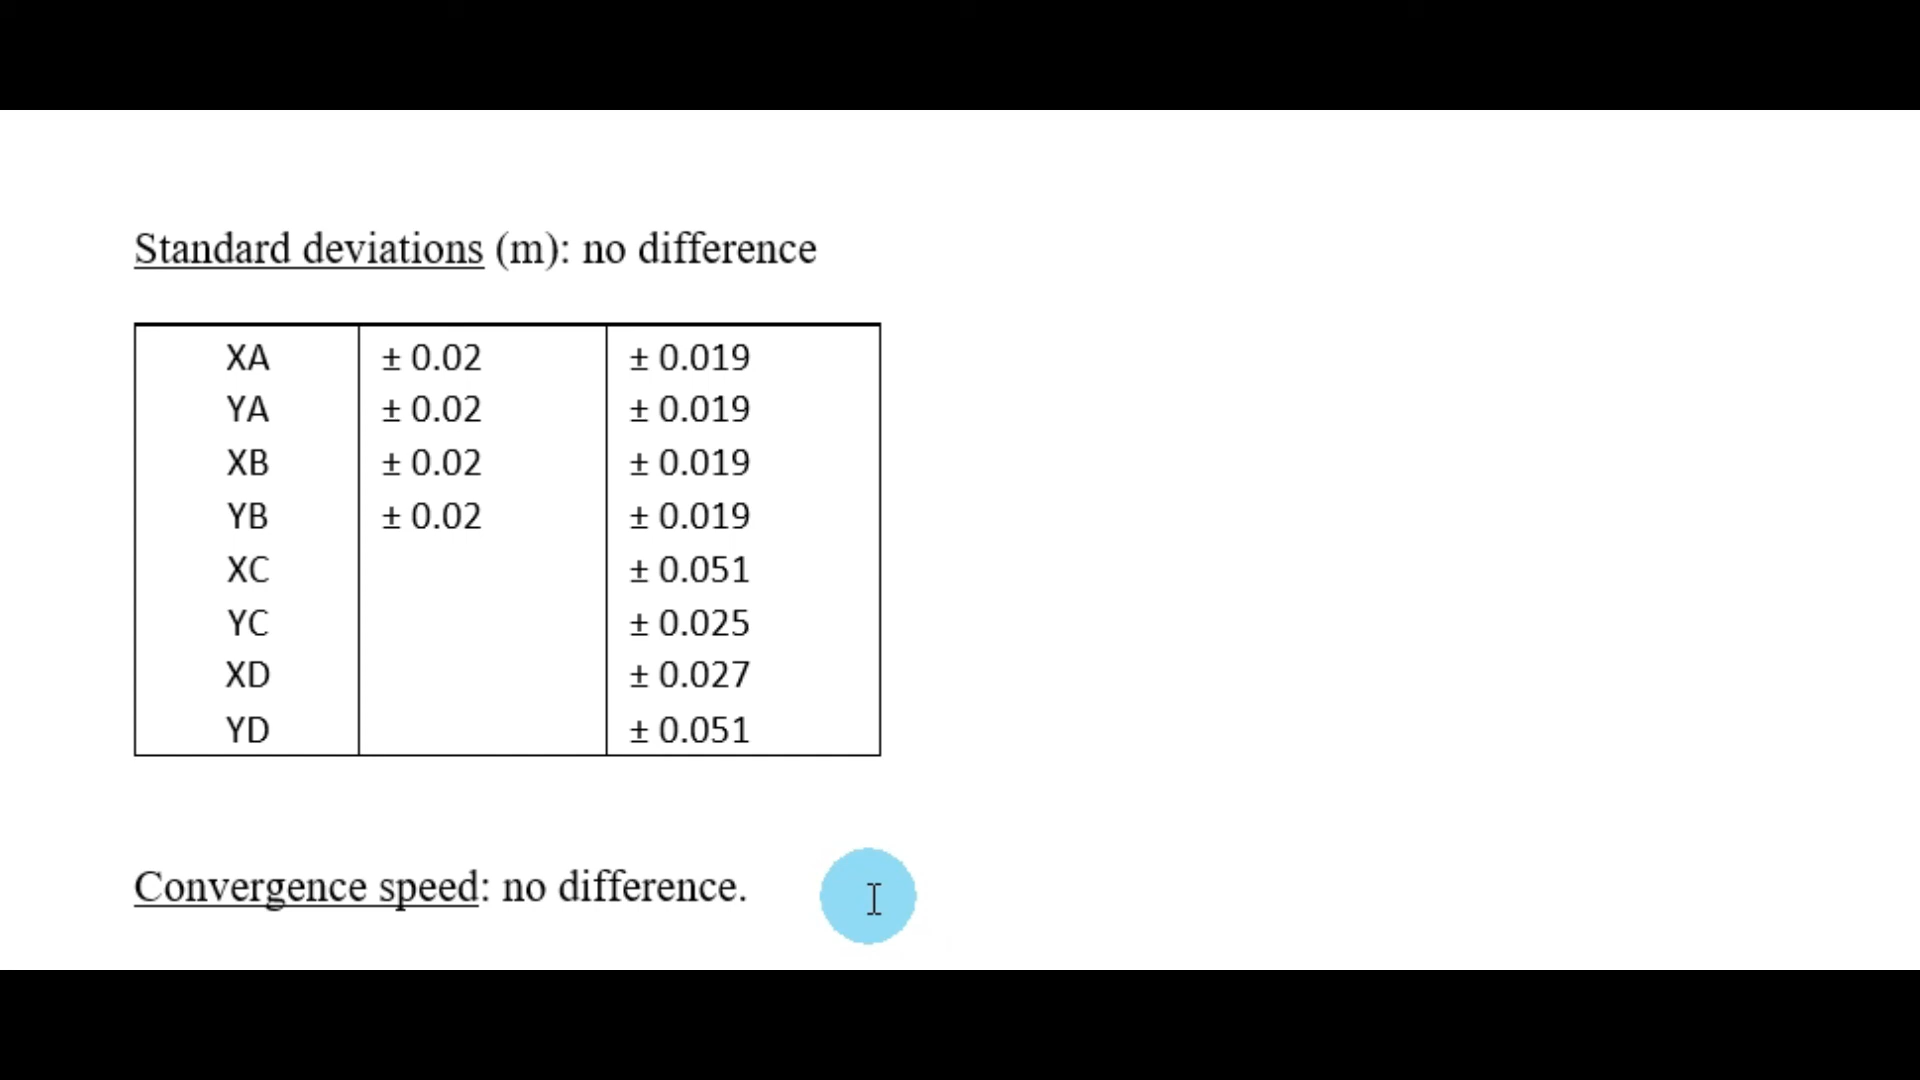 Standard deviations (m): no difference
XA ± 0.02 ± 0.019
YA ± 0.02 ± 0.019
XB ± 0.02 ± 0.019
YB ± 0.02 ± 0.019
XC ± 0.051
YC ± 0.025
XD ± 0.027
YD ± 0.051
Convergence speed: no difference.